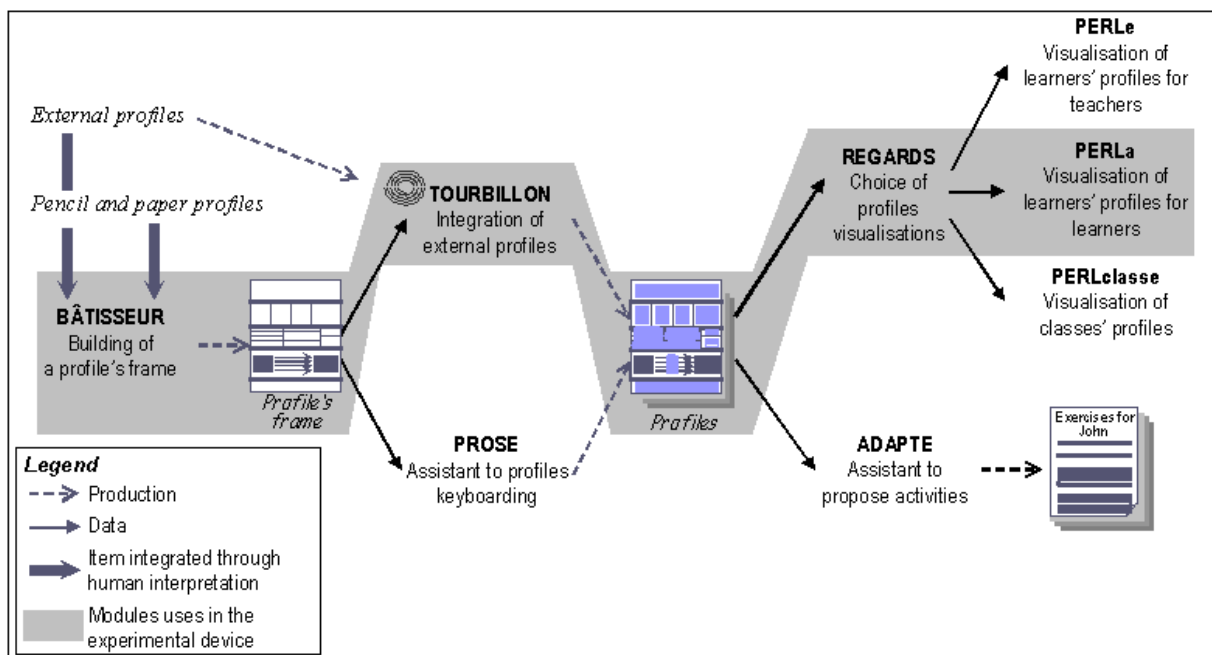 External profiles
Pencil and paper profiles
BÂTISSEUR
Building of
a profile's frame
Profile's
frame
TOURBILLON
Integration of
external profiles
PROSE
Assistant to profiles
keyboarding
Profiles
REGARDS
Choice of
profiles
visualisations
PERLe
Visualisation of
learners' profiles for
teachers
PERLa
Visualisation of
learners' profiles for
learners
PERLclasse
Visualisation of
classes' profiles
ADAPTE
Assistant to
propose activities
Exercises for
John
Legend
Production
Data
Item integrated through
human interpretation
Modules uses in the
experimental device